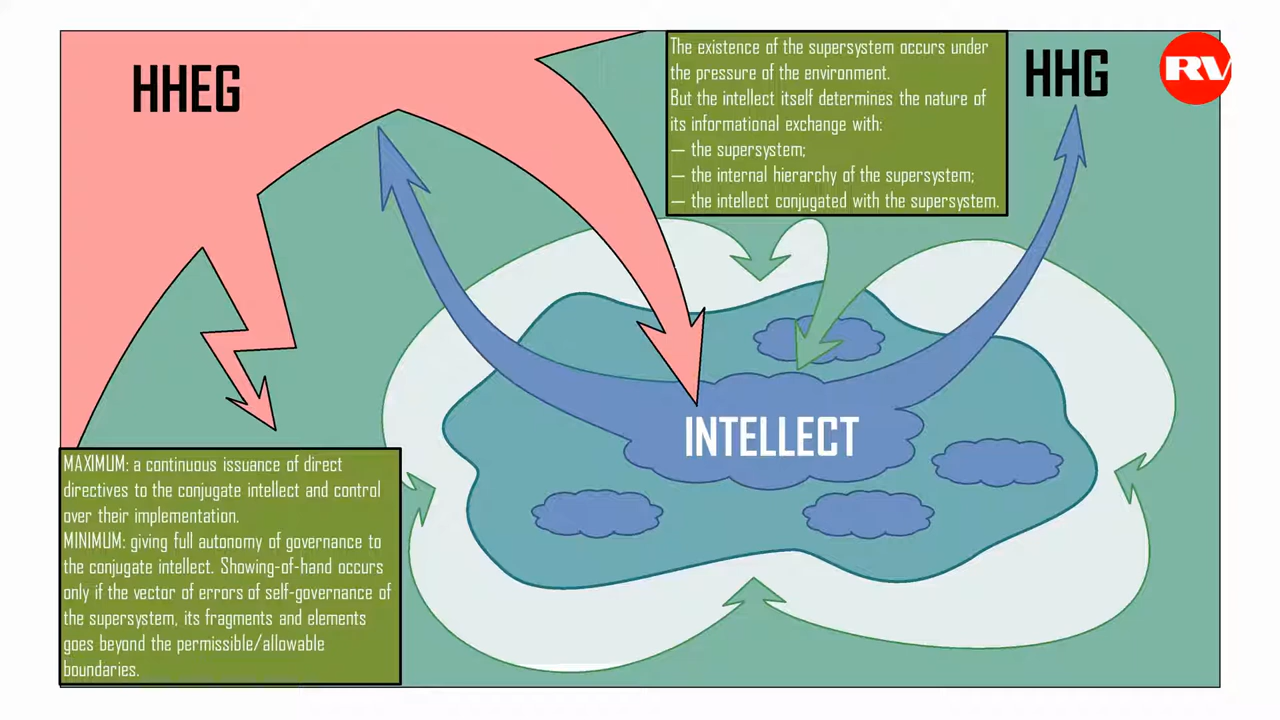 HHEG
The existence of the supersystem occurs under
the pressure of the environment.
But the intellect itself determines the nature of
its informational exchange with:
— the supersystem;
— the internal hierarchy of the supersystem;
— the intellect conjugated with the supersystem.
HHG
RV
INTELLECT
MAXIMUM: a continuous issuance of direct
directives to the conjugate intellect and control
over their implementation.
MINIMUM: giving full autonomy of governance to
the conjugate intellect. Showing-of-hand occurs
only if the vector of errors of self-governance of
the supersystem, its fragments and elements
goes beyond the permissible/allowable
boundaries.